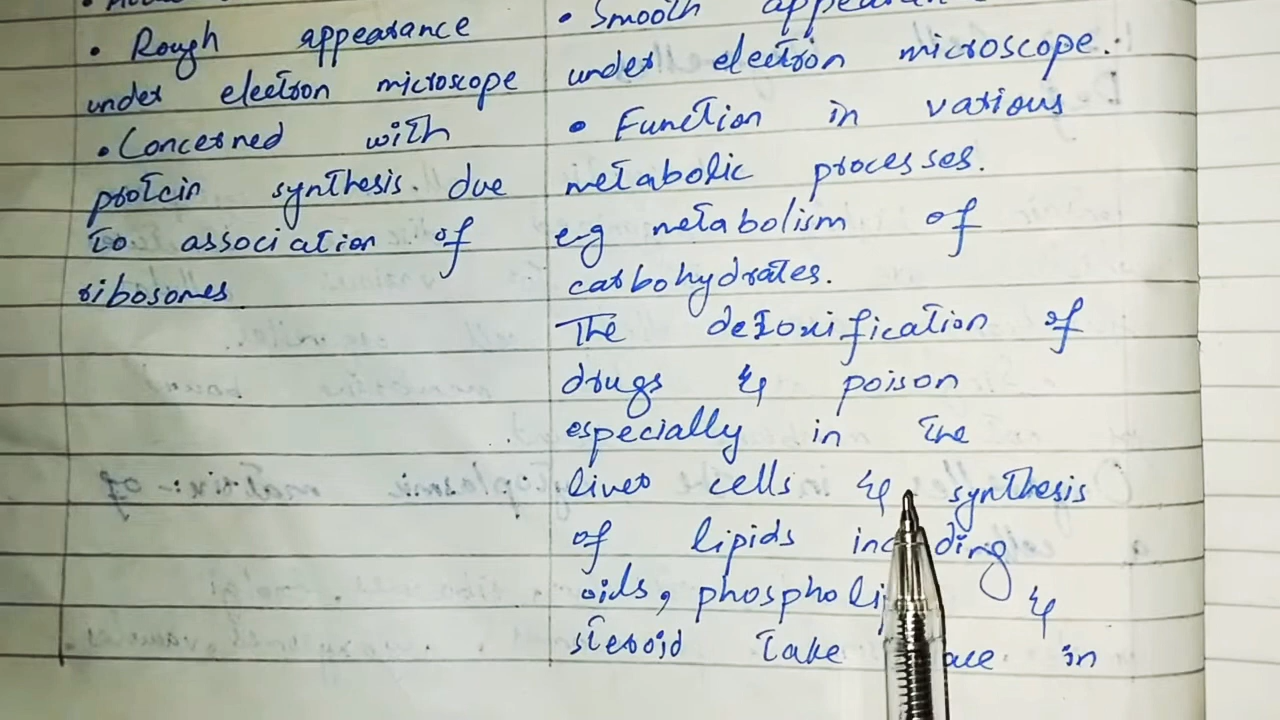 • Rough appearance
under electron microscope
• Concerned with
protein synthesis. due
to association of
ribosomes
• Smooth
under electron microscope.
• Function in various
metabolic processes.
eg metabolism of
carbohydrates.
The detoxification of
drugs & poison
especially in the
liver cells & synthesis
of lipids including
oids, phospholi &
steroid take in